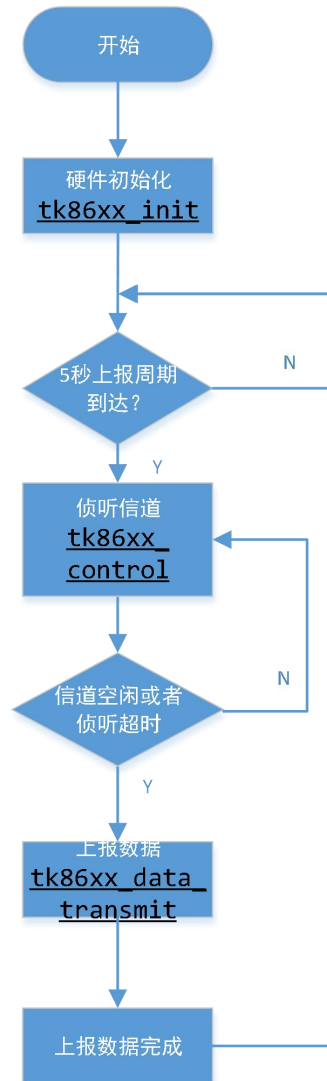 开始
硬件初始化
tk86xx_init
5秒上报周期
到达?
N
Y
侦听信道
tk86xx_
control
信道空闲或者
侦听超时
N
Y
上报数据
tk86xx_data_
transmit
上报数据完成